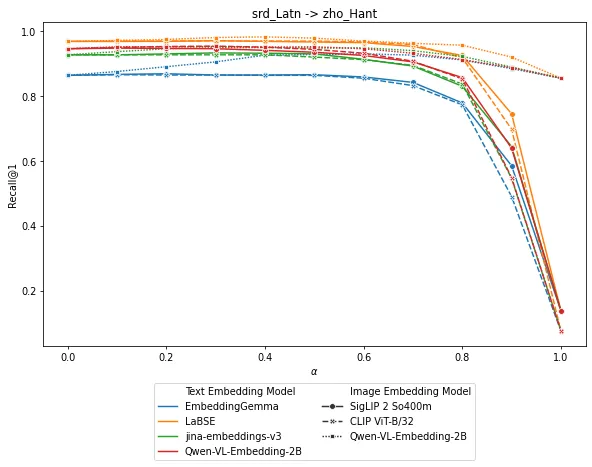 srd_Latn -> zho_Hant
1.0
0.8
0.6
0.4
0.2
Recall@1
0.0 0.2 0.4 0.6 0.8 1.0
α
Text Embedding Model Image Embedding Model
EmbeddingGemma SigLIP 2 So400m
LaBSE CLIP ViT-B/32
jina-embeddings-v3 Qwen-VL-Embedding-2B
Qwen-VL-Embedding-2B